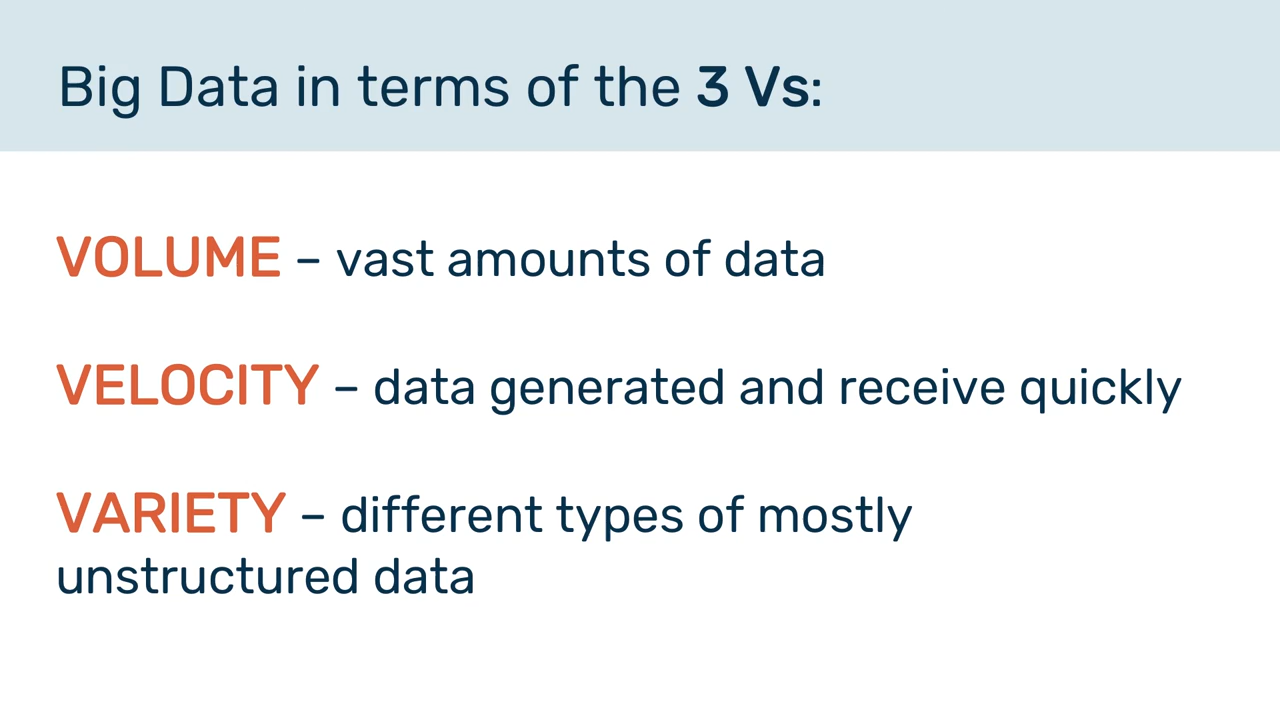 Big Data in terms of the 3 Vs:
VOLUME – vast amounts of data
VELOCITY – data generated and receive quickly
VARIETY – different types of mostly
unstructured data